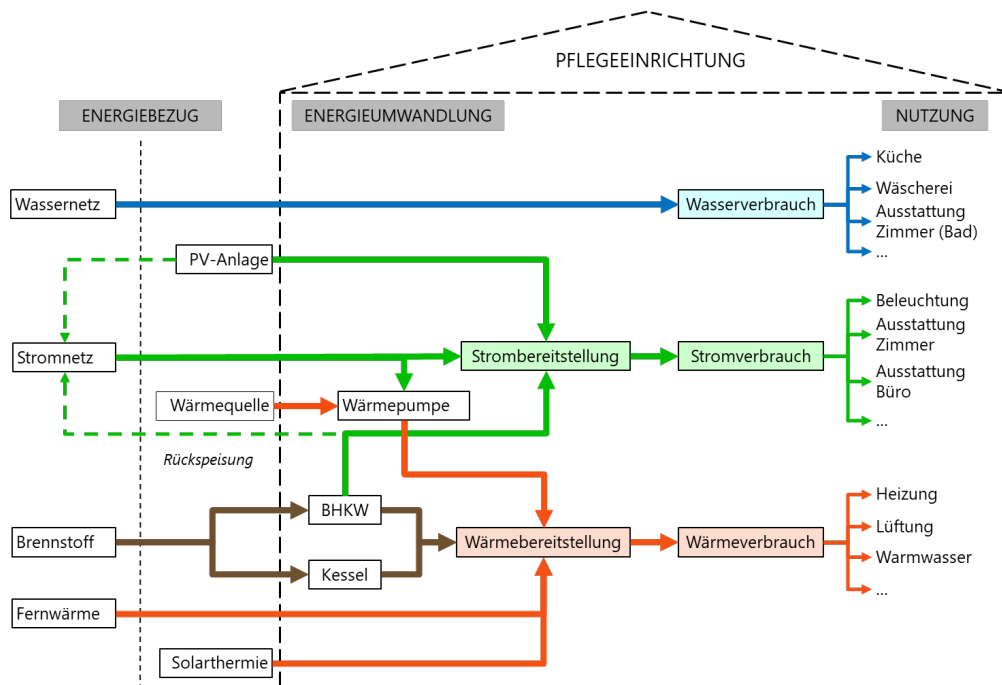 PFLEGEEINRICHTUNG
ENERGIEBEZUG
ENERGIEUMWANDLUNG
NUTZUNG
Wassernetz
Wasserverbrauch
Küche
Wäscherei
Ausstattung
Zimmer (Bad)
...
PV-Anlage
Stromnetz
Strombereitstellung
Stromverbrauch
Beleuchtung
Ausstattung
Zimmer
Ausstattung
Büro
...
Wärmequelle
Wärmepumpe
Rückspeisung
Brennstoff
BHKW
Kessel
Wärmebereitstellung
Wärmeverbrauch
Heizung
Lüftung
Warmwasser
...
Fernwärme
Solarthermie